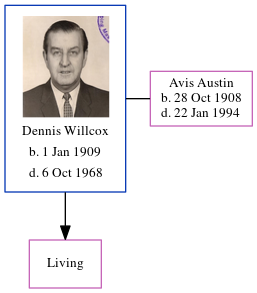 Dennis Willcox
b. 1 Jan 1909
d. 6 Oct 1968
Avis Austin
b. 28 Oct 1908
d. 22 Jan 1994
Living